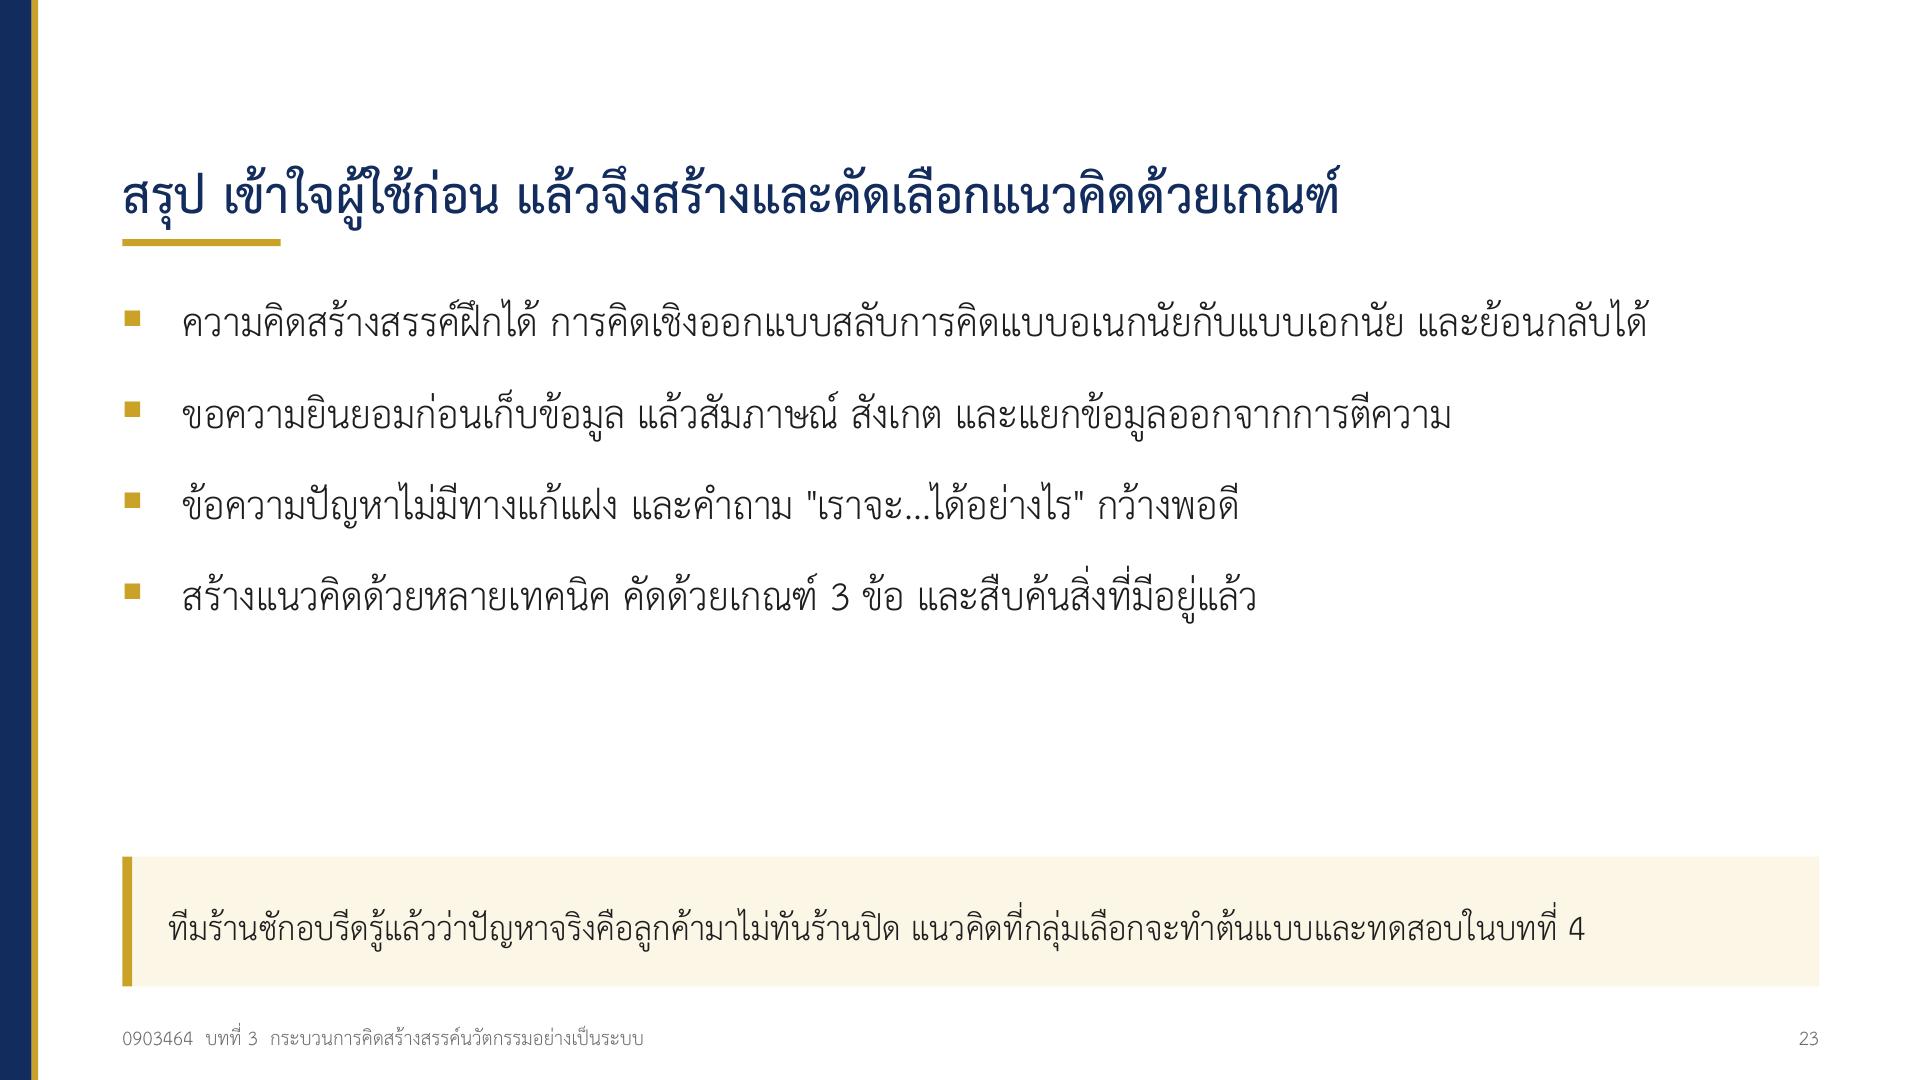 สรุป เข้าใจผู้ใช้ก่อน แล้วจึงสร้างและคัดเลือกแนวคิดด้วยเกณฑ์
ความคิดสร้างสรรค์ฝึกได้ การคิดเชิงออกแบบสลับการคิดแบบอเนกนัยกับแบบเอกนัย และย้อนกลับได้
ขอความยินยอมก่อนเก็บข้อมูล แล้วสัมภาษณ์ สังเกต และแยกข้อมูลออกจากการตีความ
ข้อความปัญหาไม่มีทางแก้แฝง และคำถาม "เราจะ...ได้อย่างไร" กว้างพอดี
สร้างแนวคิดด้วยหลายเทคนิค คัดด้วยเกณฑ์ 3 ข้อ และสืบค้นสิ่งที่มีอยู่แล้ว
ทีมร้านซักอบรีดรู้แล้วว่าปัญหาจริงคือลูกค้ามาไม่ทันร้านปิด แนวคิดที่กลุ่มเลือกจะทำต้นแบบและทดสอบในบทที่ 4
0903464 บทที่ 3 กระบวนการคิดสร้างสรรค์นวัตกรรมอย่างเป็นระบบ
23